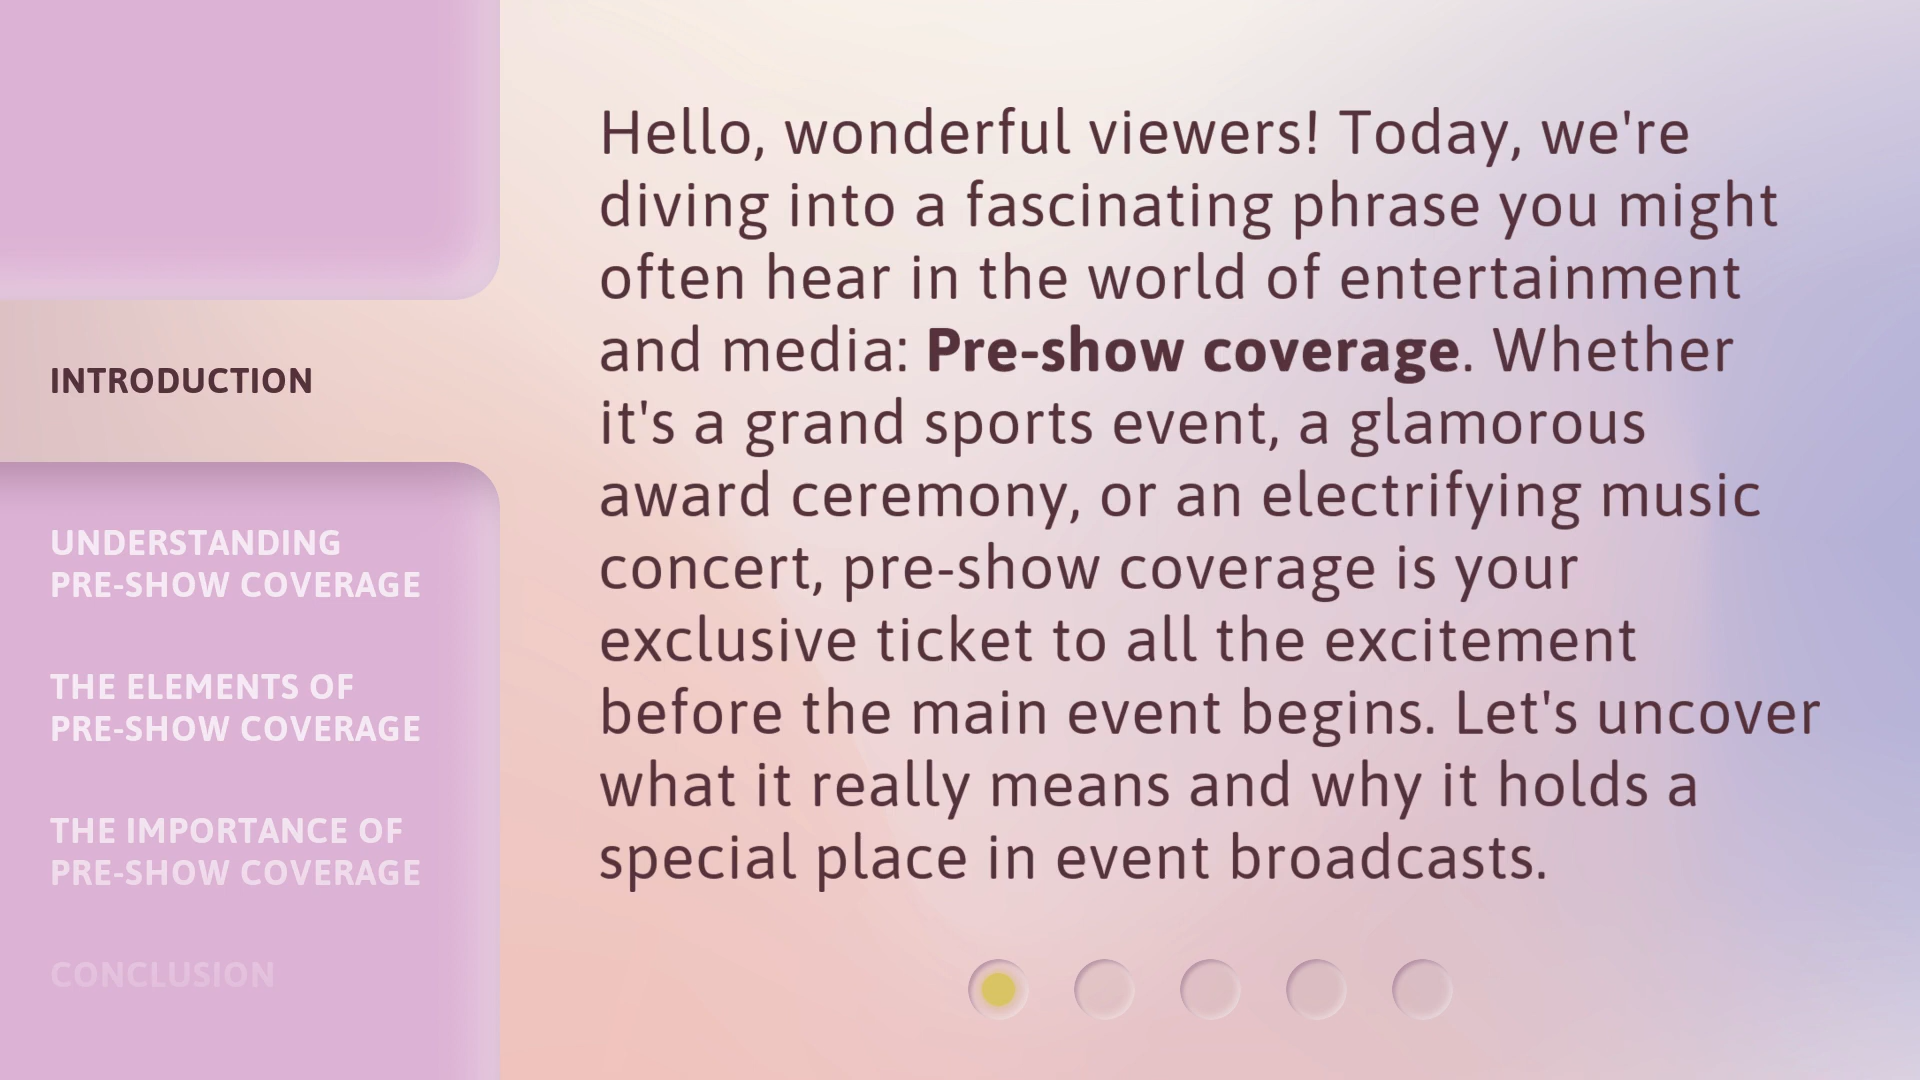 INTRODUCTION
UNDERSTANDING
PRE-SHOW COVERAGE
THE ELEMENTS OF
PRE-SHOW COVERAGE
THE IMPORTANCE OF
PRE-SHOW COVERAGE
CONCLUSION
Hello, wonderful viewers! Today, we're
diving into a fascinating phrase you might
often hear in the world of entertainment
and media: Pre-show coverage. Whether
it's a grand sports event, a glamorous
award ceremony, or an electrifying music
concert, pre-show coverage is your
exclusive ticket to all the excitement
before the main event begins. Let's uncover
what it really means and why it holds a
special place in event broadcasts.